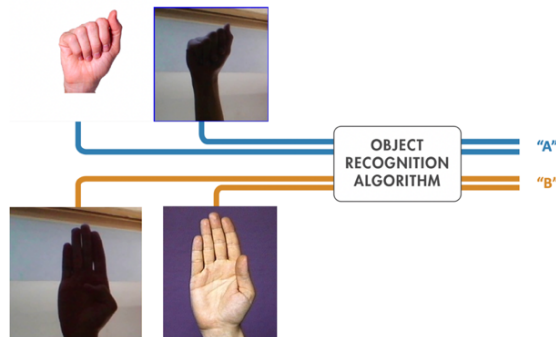 OBJECT
RECOGNITION
ALGORITHM
"A"
"B"